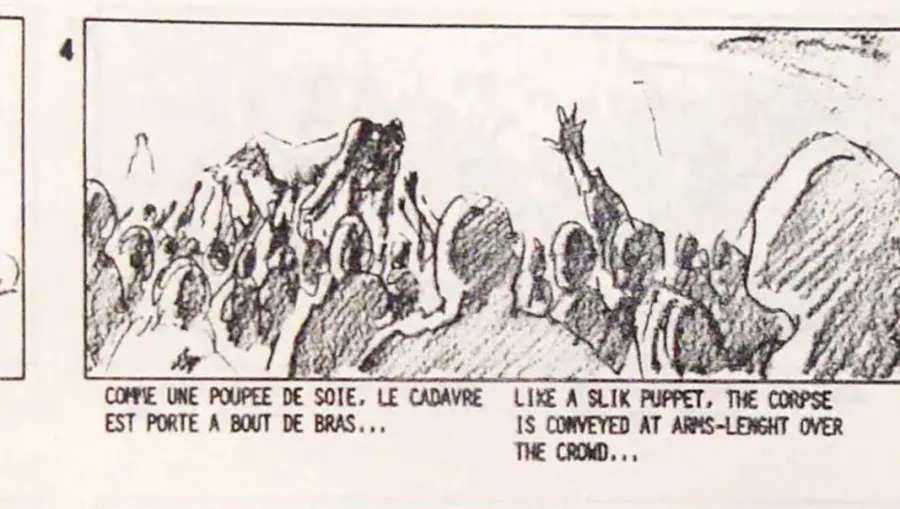 4
COMME UNE POUPEE DE SOIE, LE CADAVRE
EST PORTE A BOUT DE BRAS...
LIKE A SLIK PUPPET, THE CORPSE
IS CONVEYED AT ARMS-LENGHT OVER
THE CROWD...